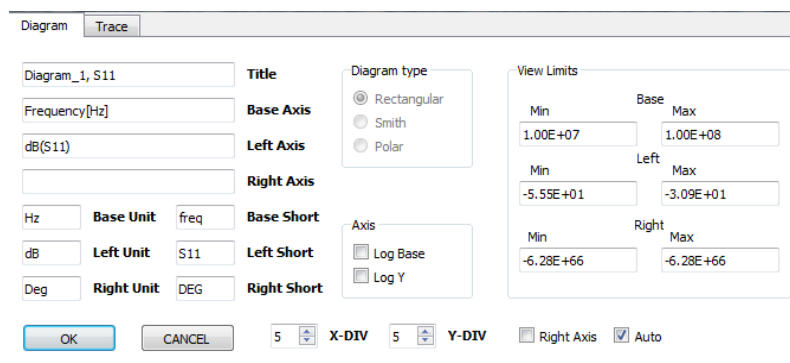 Diagram Trace
Diagram_1, S11 Title
Frequency[Hz] Base Axis
dB(S11) Left Axis
Right Axis
Hz Base Unit freq Base Short
dB Left Unit S11 Left Short
Deg Right Unit DEG Right Short
Diagram type
Rectangular
Smith
Polar
Axis
Log Base
Log Y
View Limits
Base
Min Max
1.00E+07 1.00E+08
Left
Min Max
-5.55E+01 -3.09E+01
Right
Min Max
-6.28E+66 -6.28E+66
OK CANCEL 5 X-DIV 5 Y-DIV Right Axis Auto